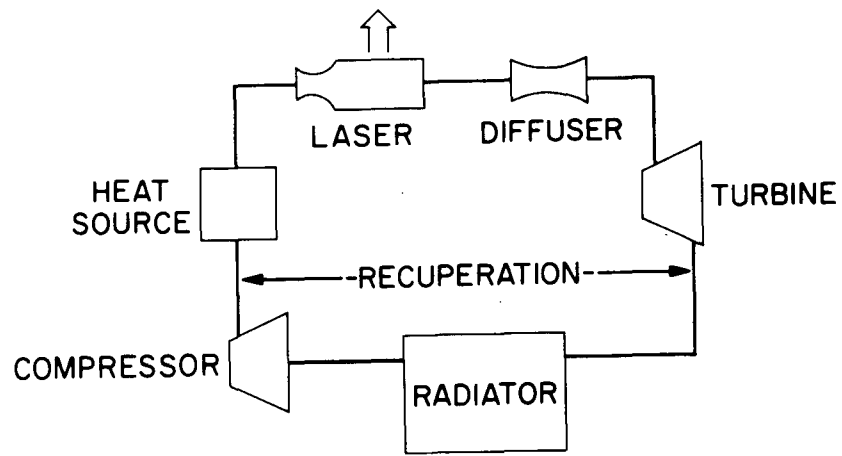 LASER
DIFFUSER
HEAT
SOURCE
TURBINE
RECUPERATION
COMPRESSOR
RADIATOR